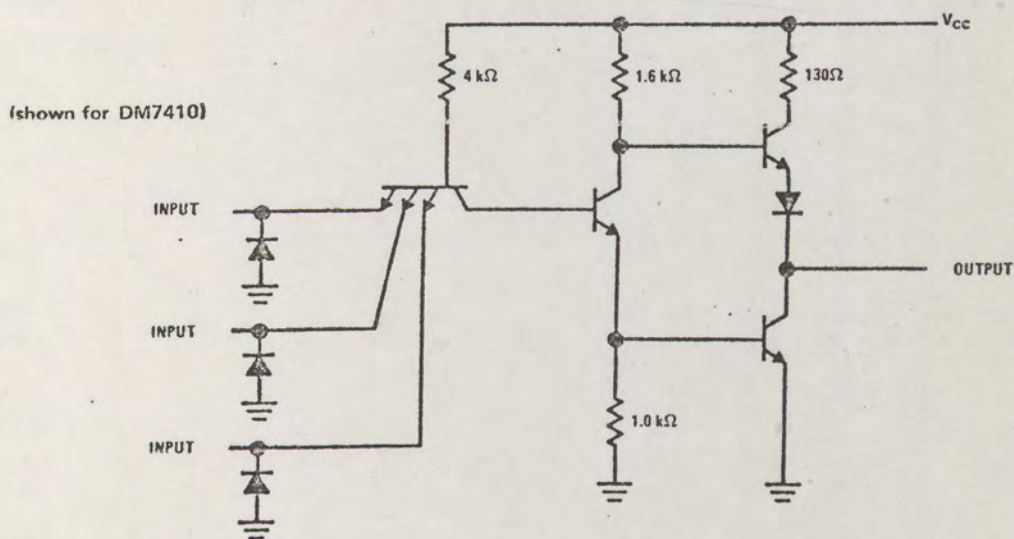 VCC
4 kΩ
1.6 kΩ
130Ω
(shown for DM7410)
INPUT
OUTPUT
INPUT
1.0 kΩ
INPUT